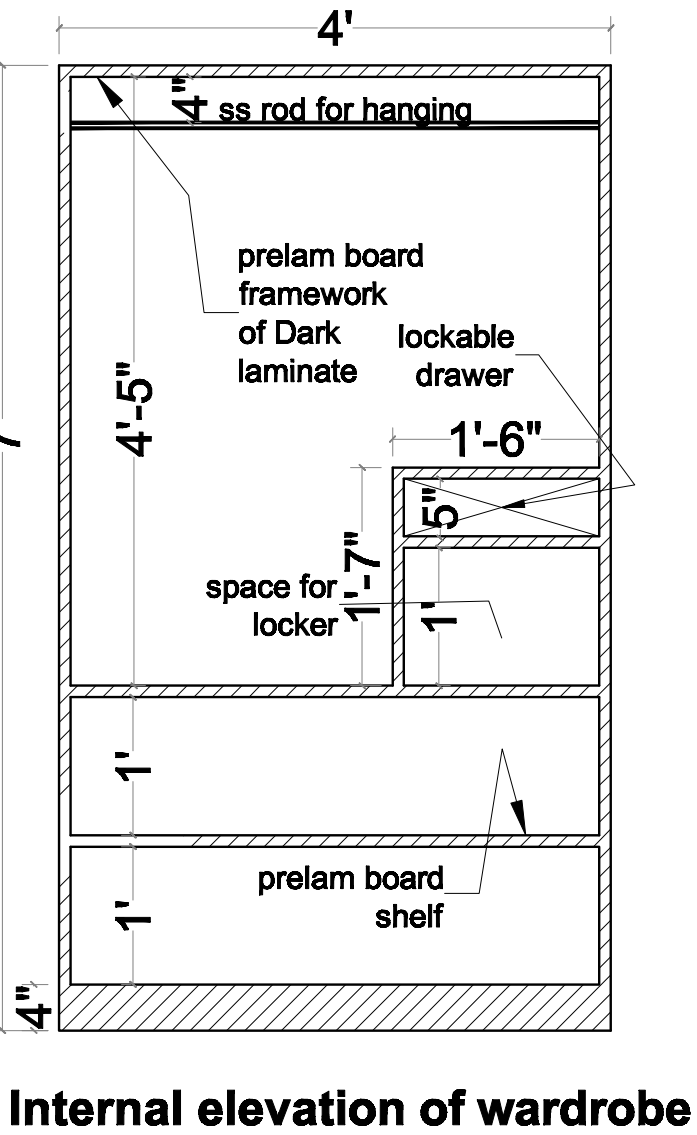 4'
4"
ss rod for hanging
prelam board
framework
of Dark
laminate
lockable
drawer
4'-5"
1'-6"
5"
1'-7"
space for
locker
1'
1'
prelam board
shelf
1'
4"
Internal elevation of wardrobe